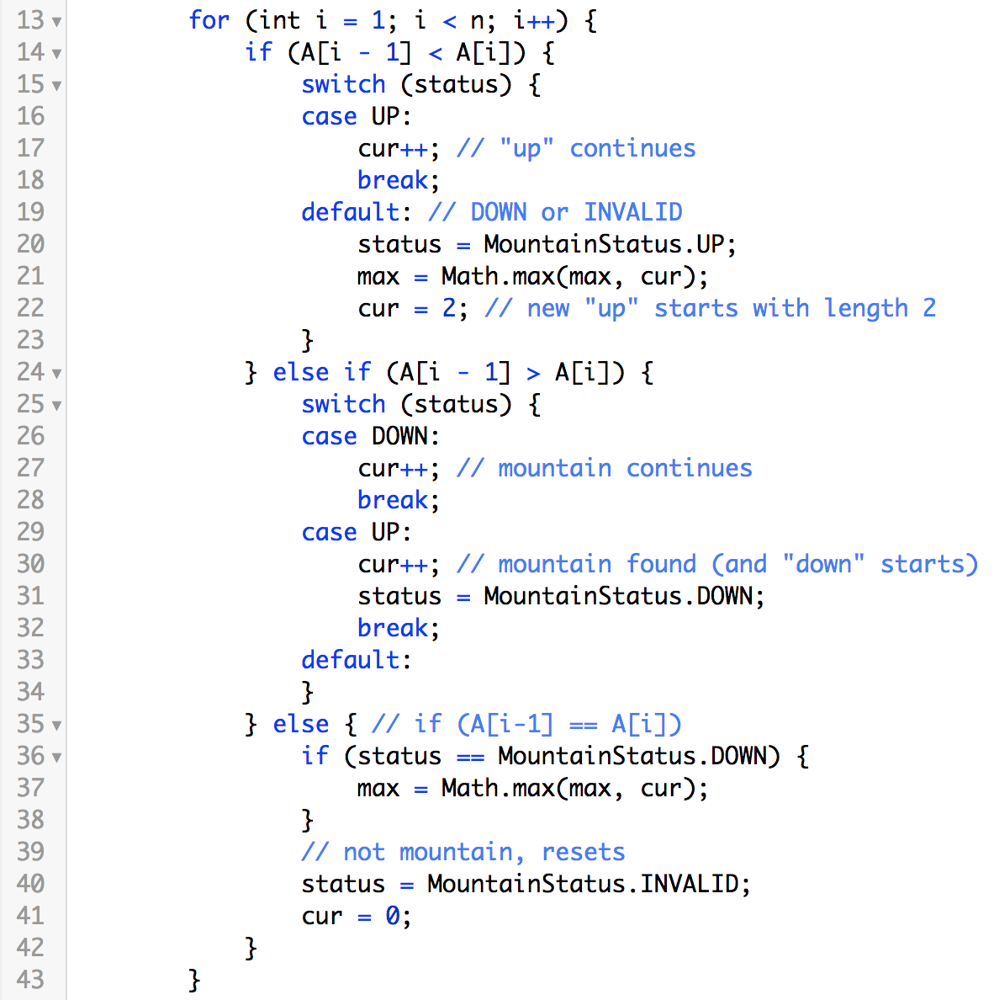 13 ▾ for (int i = 1; i < n; i++) {
14 ▾ if (A[i - 1] < A[i]) {
15 ▾ switch (status) {
16 case UP:
17 cur++; // "up" continues
18 break;
19 default: // DOWN or INVALID
20 status = MountainStatus.UP;
21 max = Math.max(max, cur);
22 cur = 2; // new "up" starts with length 2
23 }
24 ▾ } else if (A[i - 1] > A[i]) {
25 ▾ switch (status) {
26 case DOWN:
27 cur++; // mountain continues
28 break;
29 case UP:
30 cur++; // mountain found (and "down" starts)
31 status = MountainStatus.DOWN;
32 break;
33 default:
34 }
35 ▾ } else { // if (A[i-1] == A[i])
36 ▾ if (status == MountainStatus.DOWN) {
37 max = Math.max(max, cur);
38 }
39 // not mountain, resets
40 status = MountainStatus.INVALID;
41 cur = 0;
42 }
43 }